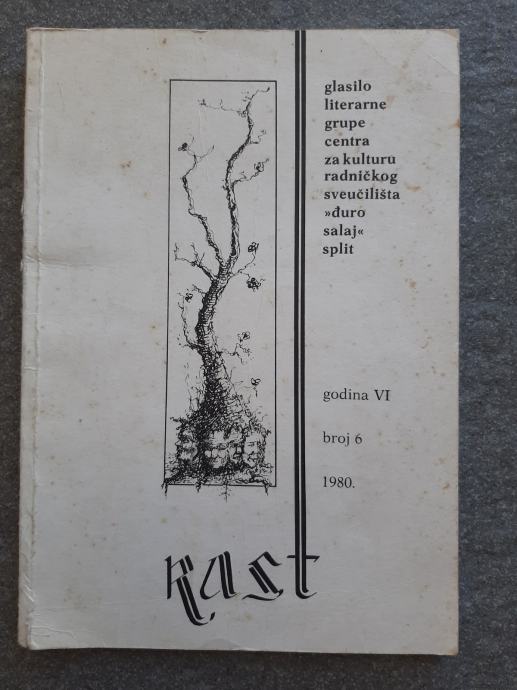 glasilo
literarne
grupe
centra
za kulturu
radničkog
sveučilišta
»đuro
salaj«
split
godina VI
broj 6
1980.
Rast